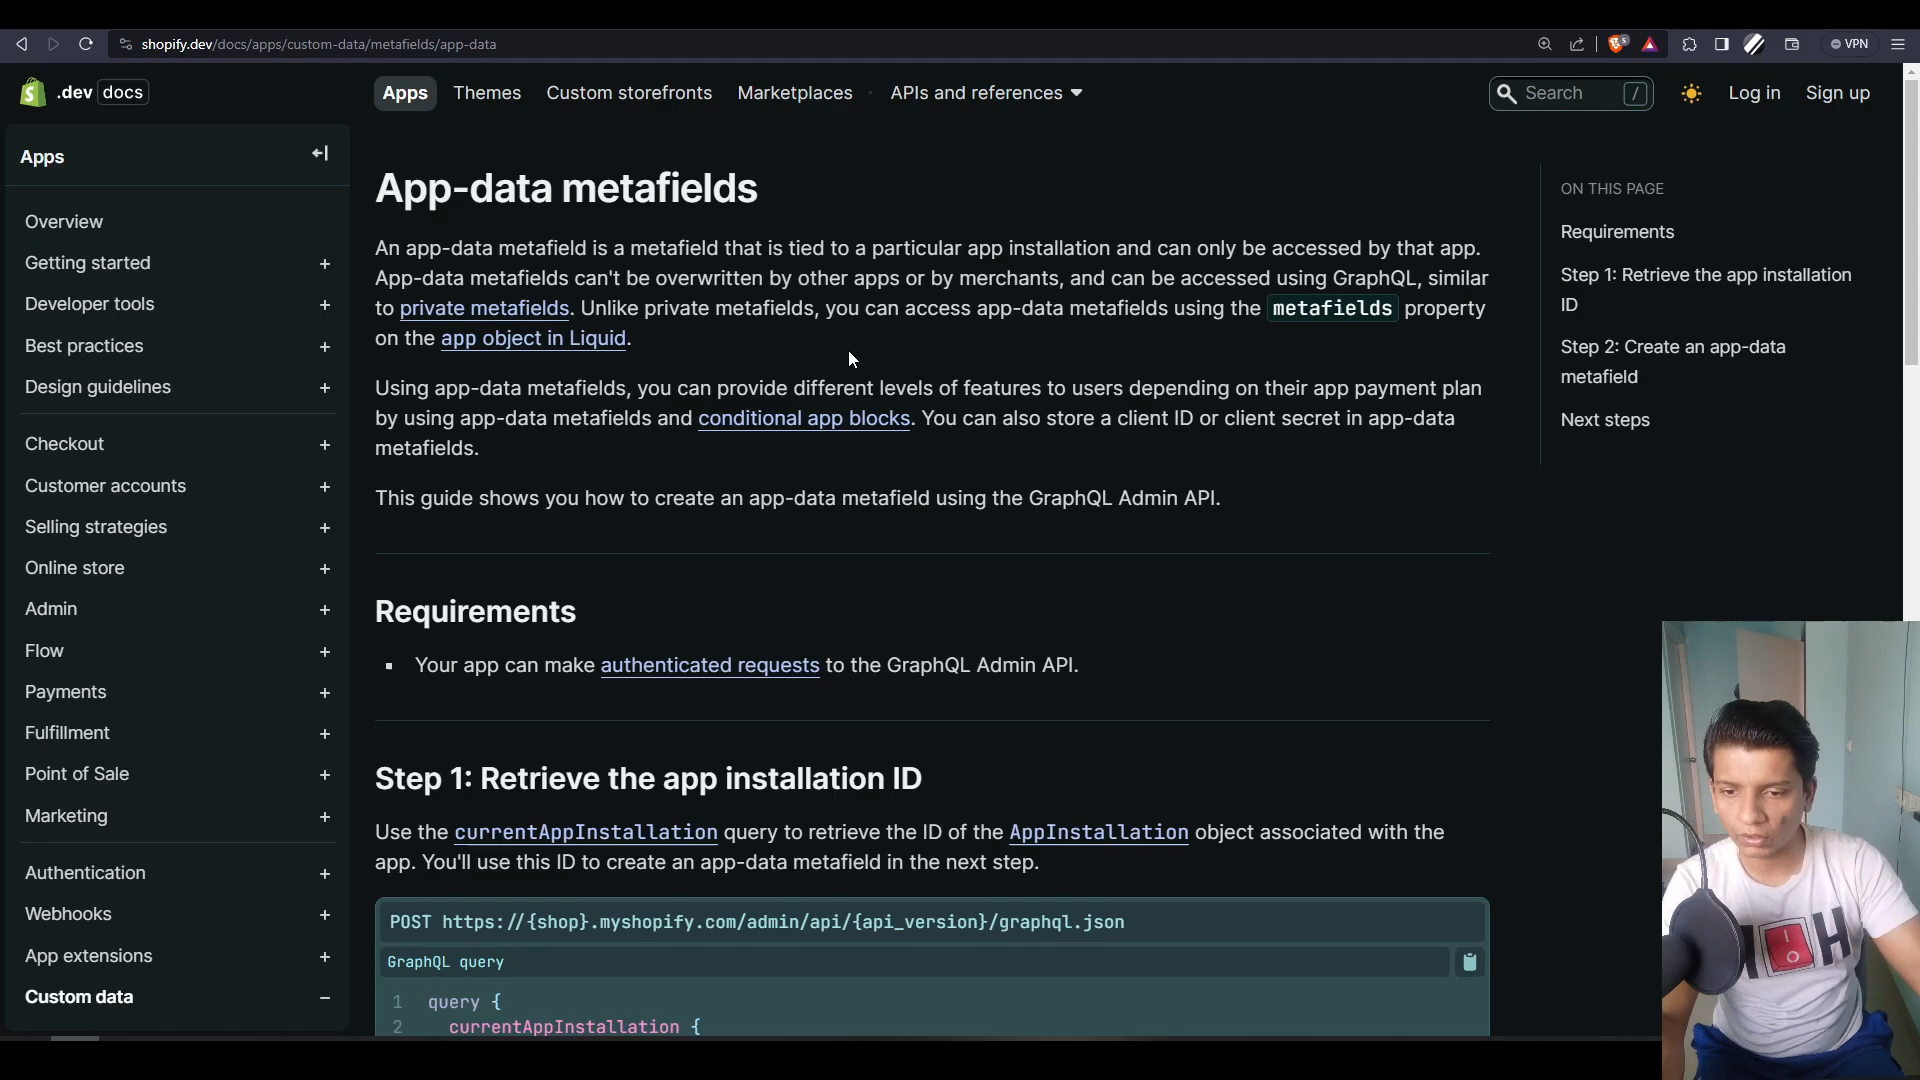 shopify.dev/docs/apps/custom-data/metafields/app-data
5
VPN
.dev docs
Apps Themes Custom storefronts Marketplaces APIs and references
Search /
Log in Sign up
Apps
Overview
Getting started +
Developer tools +
Best practices +
Design guidelines +
Checkout +
Customer accounts +
Selling strategies +
Online store +
Admin +
Flow +
Payments +
Fulfillment +
Point of Sale +
Marketing +
Authentication +
Webhooks +
App extensions +
Custom data −
App-data metafields
An app-data metafield is a metafield that is tied to a particular app installation and can only be accessed by that app.
App-data metafields can't be overwritten by other apps or by merchants, and can be accessed using GraphQL, similar
to private metafields. Unlike private metafields, you can access app-data metafields using the metafields property
on the app object in Liquid.
Using app-data metafields, you can provide different levels of features to users depending on their app payment plan
by using app-data metafields and conditional app blocks. You can also store a client ID or client secret in app-data
metafields.
This guide shows you how to create an app-data metafield using the GraphQL Admin API.
Requirements
▪ Your app can make authenticated requests to the GraphQL Admin API.
Step 1: Retrieve the app installation ID
Use the currentAppInstallation query to retrieve the ID of the AppInstallation object associated with the
app. You'll use this ID to create an app-data metafield in the next step.
POST https://{shop}.myshopify.com/admin/api/{api_version}/graphql.json
GraphQL query
1 query {
2 currentAppInstallation {
ON THIS PAGE
Requirements
Step 1: Retrieve the app installation
ID
Step 2: Create an app-data
metafield
Next steps